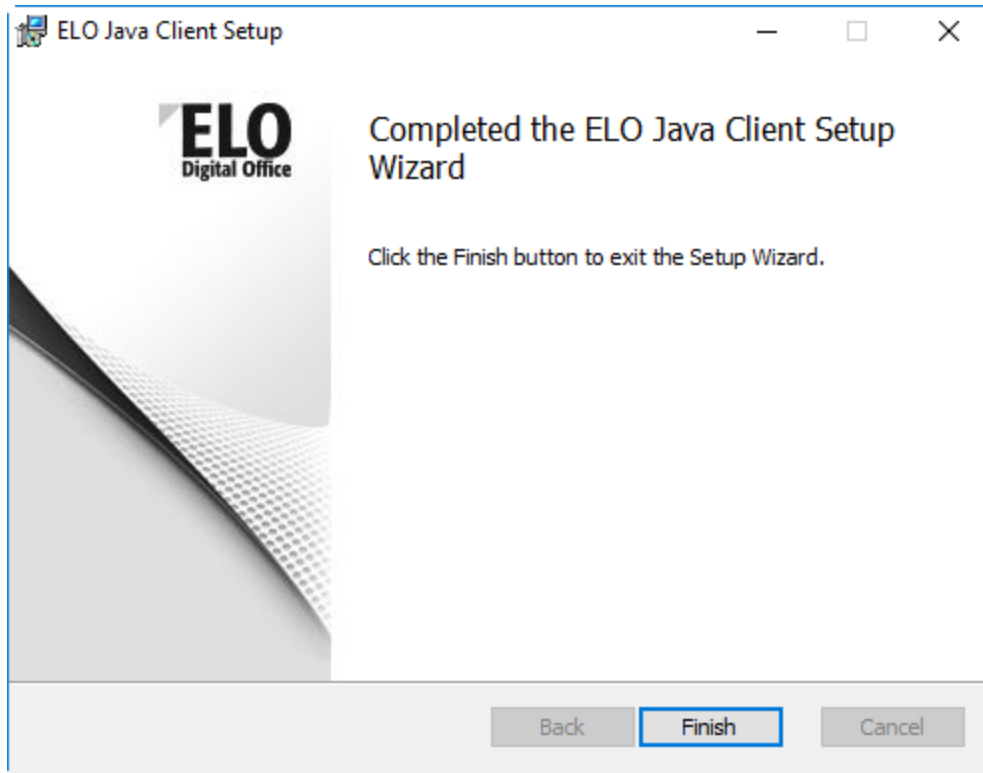 ELO Java Client Setup
ELO
Digital Office
Completed the ELO Java Client Setup
Wizard
Click the Finish button to exit the Setup Wizard.
Back
Finish
Cancel